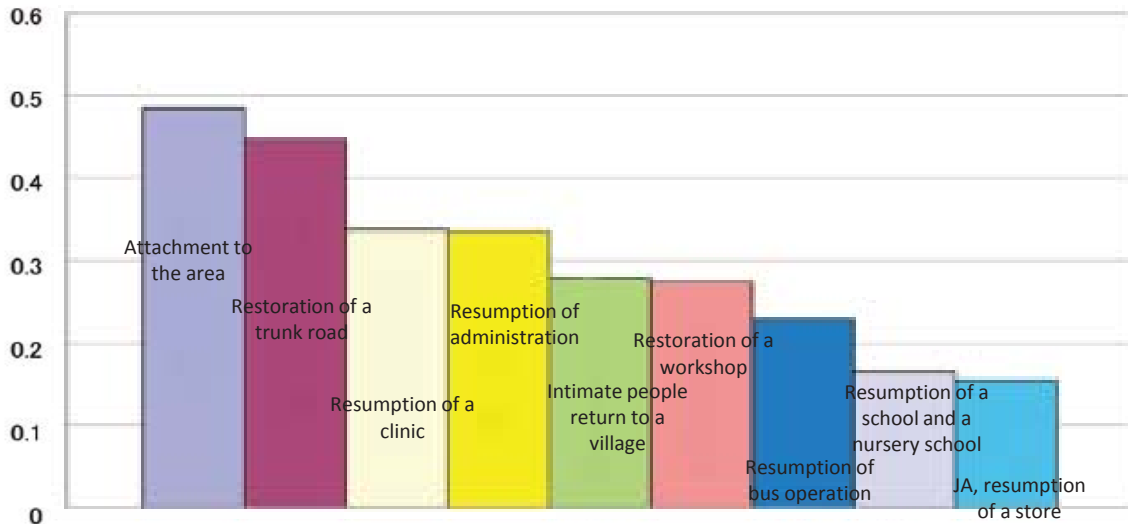 0.6
0.5
0.4
0.3
0.2
0.1
0
Attachment to
the area
Restoration of a
trunk road
Resumption of a
clinic
Resumption of
administration
Intimate people
return to a
village
Restoration of a
workshop
Resumption of
bus operation
Resumption of a
school and a
nursery school
JA, resumption
of a store